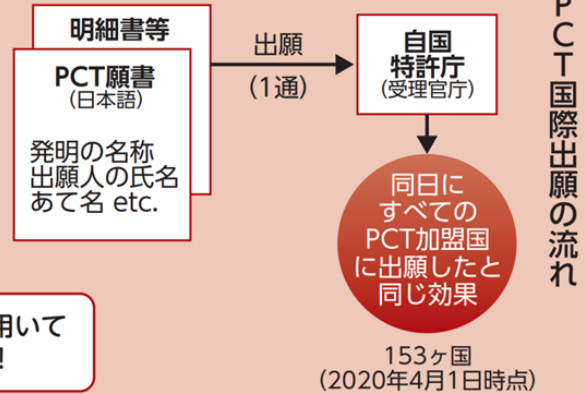 PCT国際出願の流れ
明細書等
PCT願書
(日本語)
発明の名称
出願人の氏名
あて名 etc.
出願
(1通)
自国
特許庁
(受理官庁)
同日に
すべての
PCT加盟国
に出願したと
同じ効果
153ヶ国
(2020年4月1日時点)
用いて
!